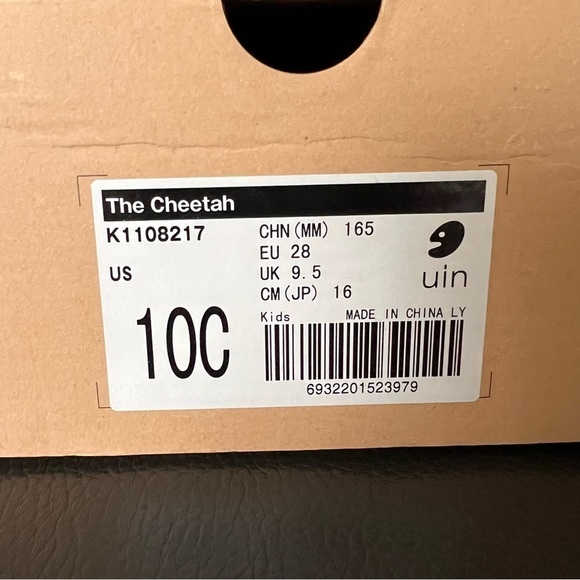 The Cheetah
K1108217
US
10C
CHN(MM) 165
EU 28
UK 9.5
CM(JP) 16
uin
Kids MADE IN CHINA LY
6932201523979